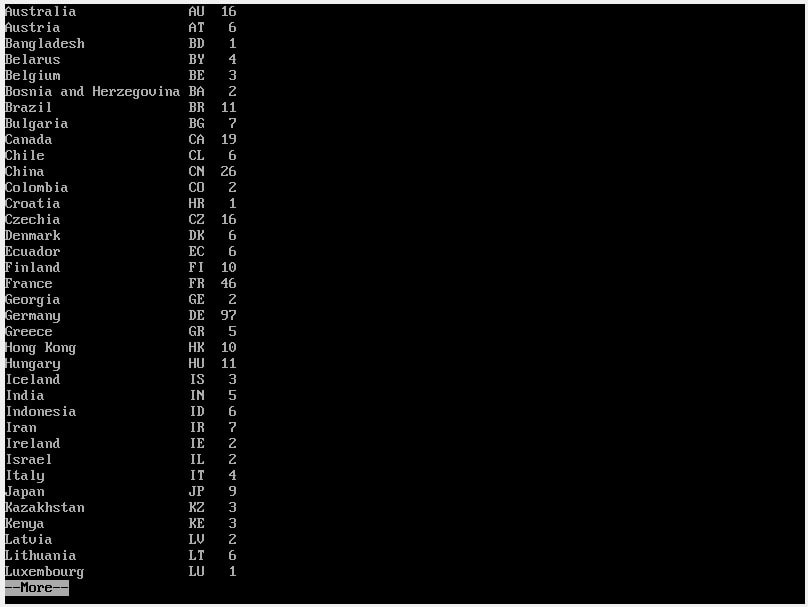 Australia AU 16
Austria AT 6
Bangladesh BD 1
Belarus BY 4
Belgium BE 3
Bosnia and Herzegovina BA 2
Brazil BR 11
Bulgaria BG 7
Canada CA 19
Chile CL 6
China CN 26
Colombia CO 2
Croatia HR 1
Czechia CZ 16
Denmark DK 6
Ecuador EC 6
Finland FI 10
France FR 46
Georgia GE 2
Germany DE 97
Greece GR 5
Hong Kong HK 10
Hungary HU 11
Iceland IS 3
India IN 5
Indonesia ID 6
Iran IR 7
Ireland IE 2
Israel IL 2
Italy IT 4
Japan JP 9
Kazakhstan KZ 3
Kenya KE 3
Latvia LV 2
Lithuania LT 6
Luxembourg LU 1
--More--